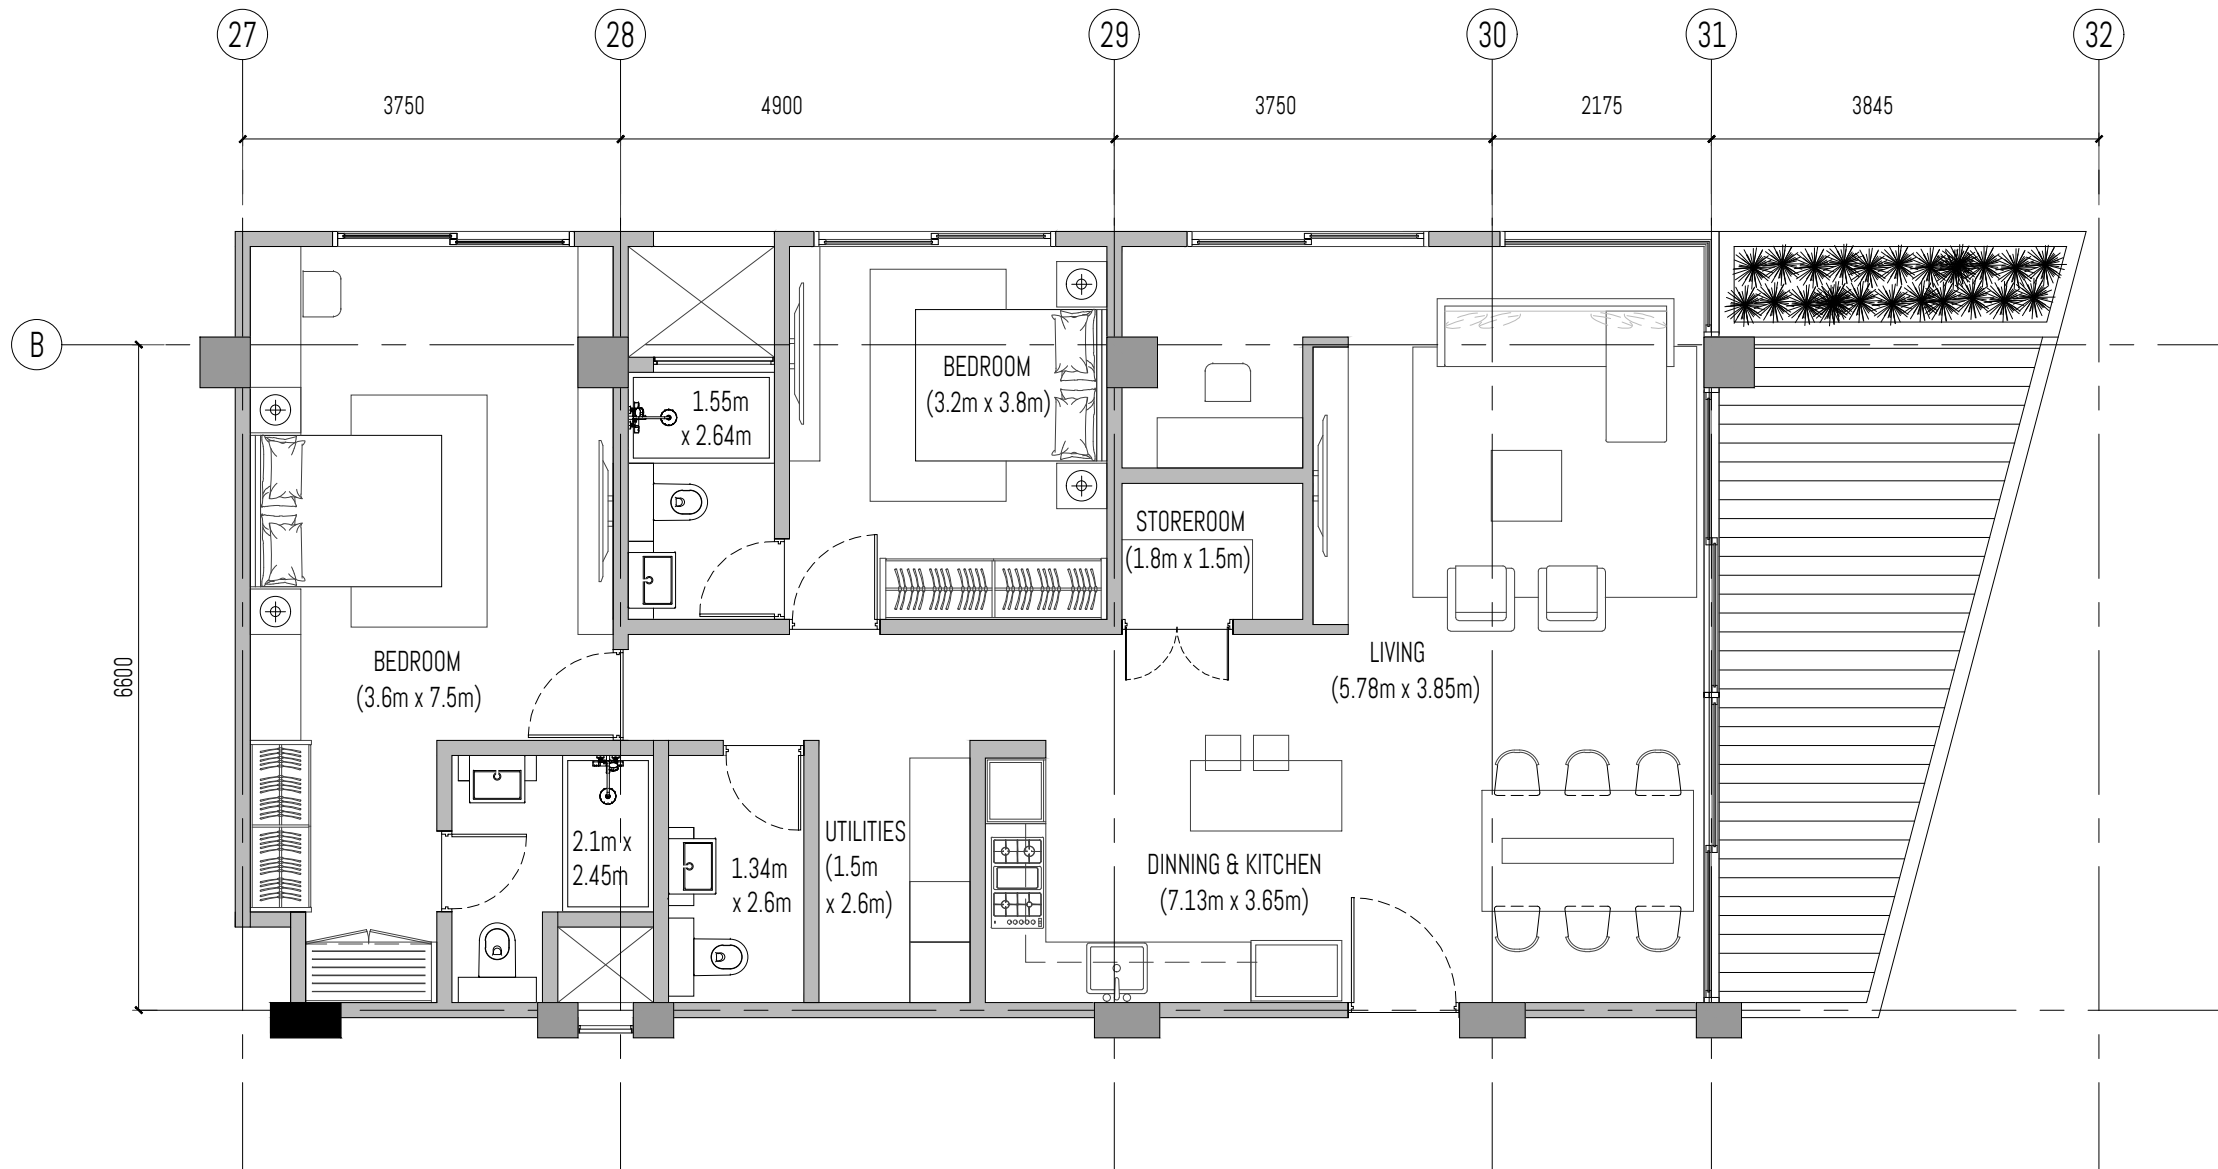 27 28 29 30 31 32
3750 4900 3750 2175 3845
B
6600
BEDROOM
(3.2m x 3.8m)
1.55m
x 2.64m
STOREROOM
(1.8m x 1.5m)
BEDROOM
(3.6m x 7.5m)
LIVING
(5.78m x 3.85m)
2.1m x
2.45m
1.34m
x 2.6m
UTILITIES
(1.5m
x 2.6m)
DINNING & KITCHEN
(7.13m x 3.65m)